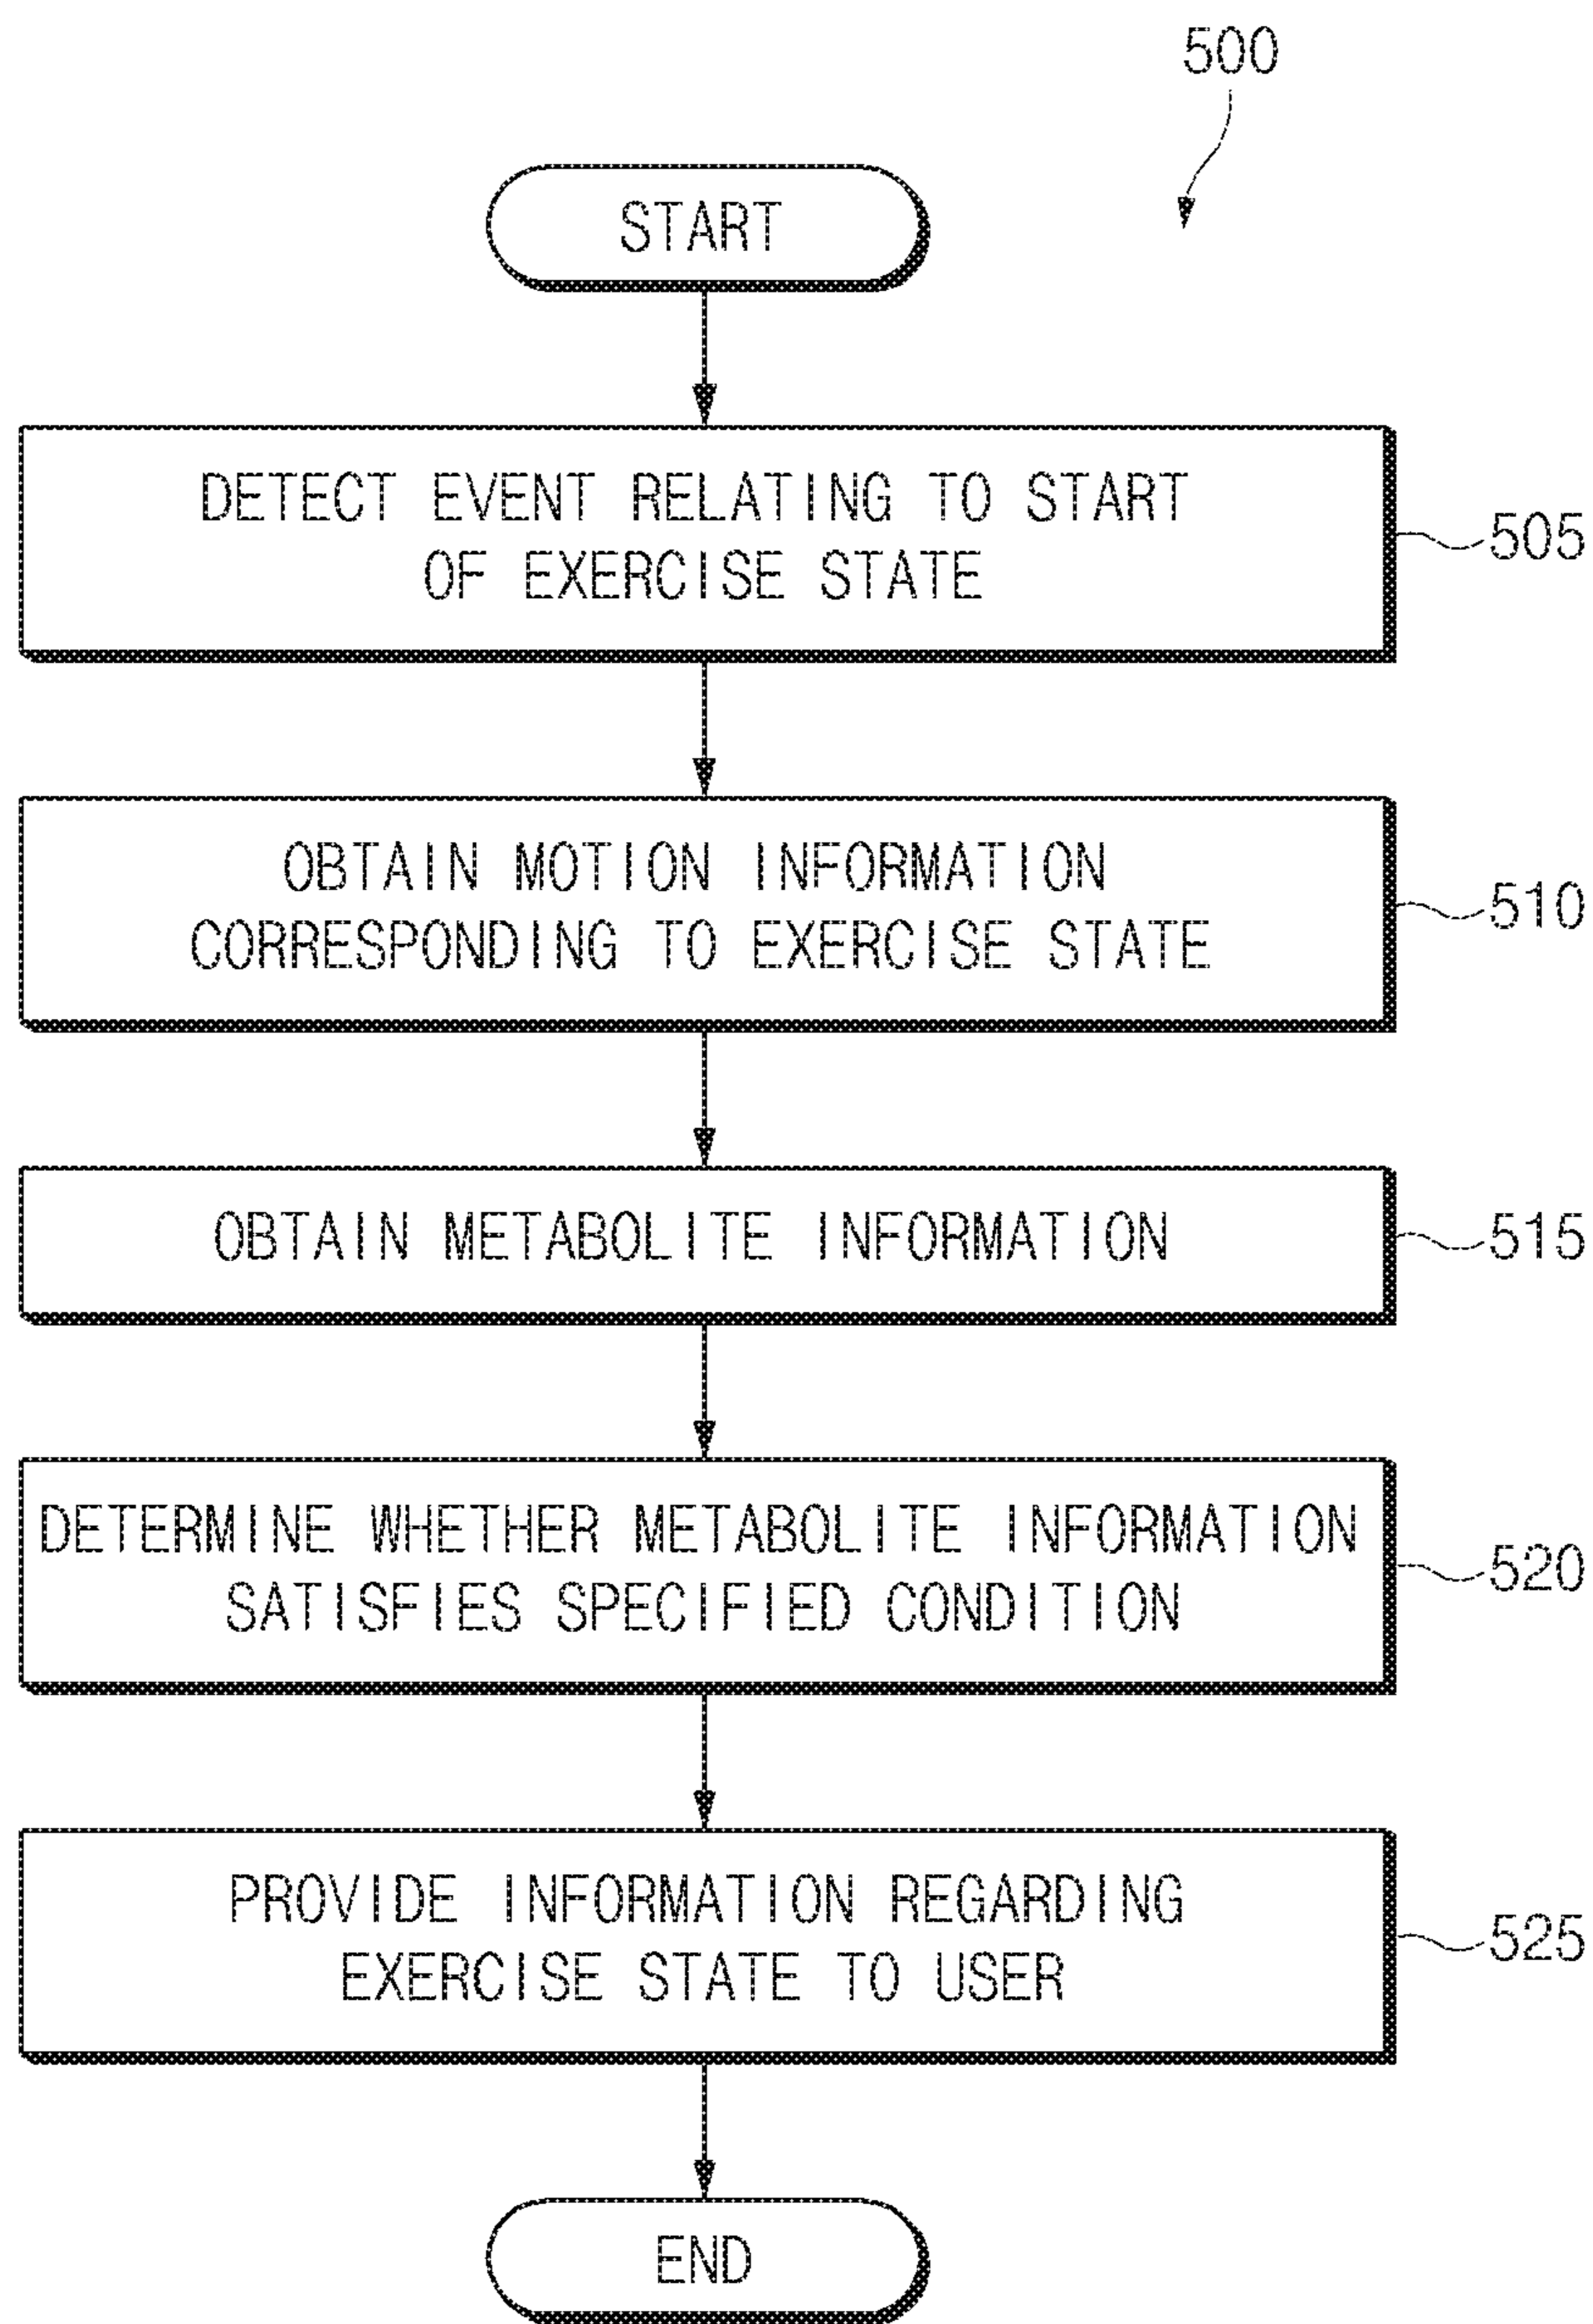 500
START
DETECT EVENT RELATING TO START
OF EXERCISE STATE
505
OBTAIN MOTION INFORMATION
CORRESPONDING TO EXERCISE STATE
510
OBTAIN METABOLITE INFORMATION
515
DETERMINE WHETHER METABOLITE INFORMATION
SATISFIES SPECIFIED CONDITION
520
PROVIDE INFORMATION REGARDING
EXERCISE STATE TO USER
525
END